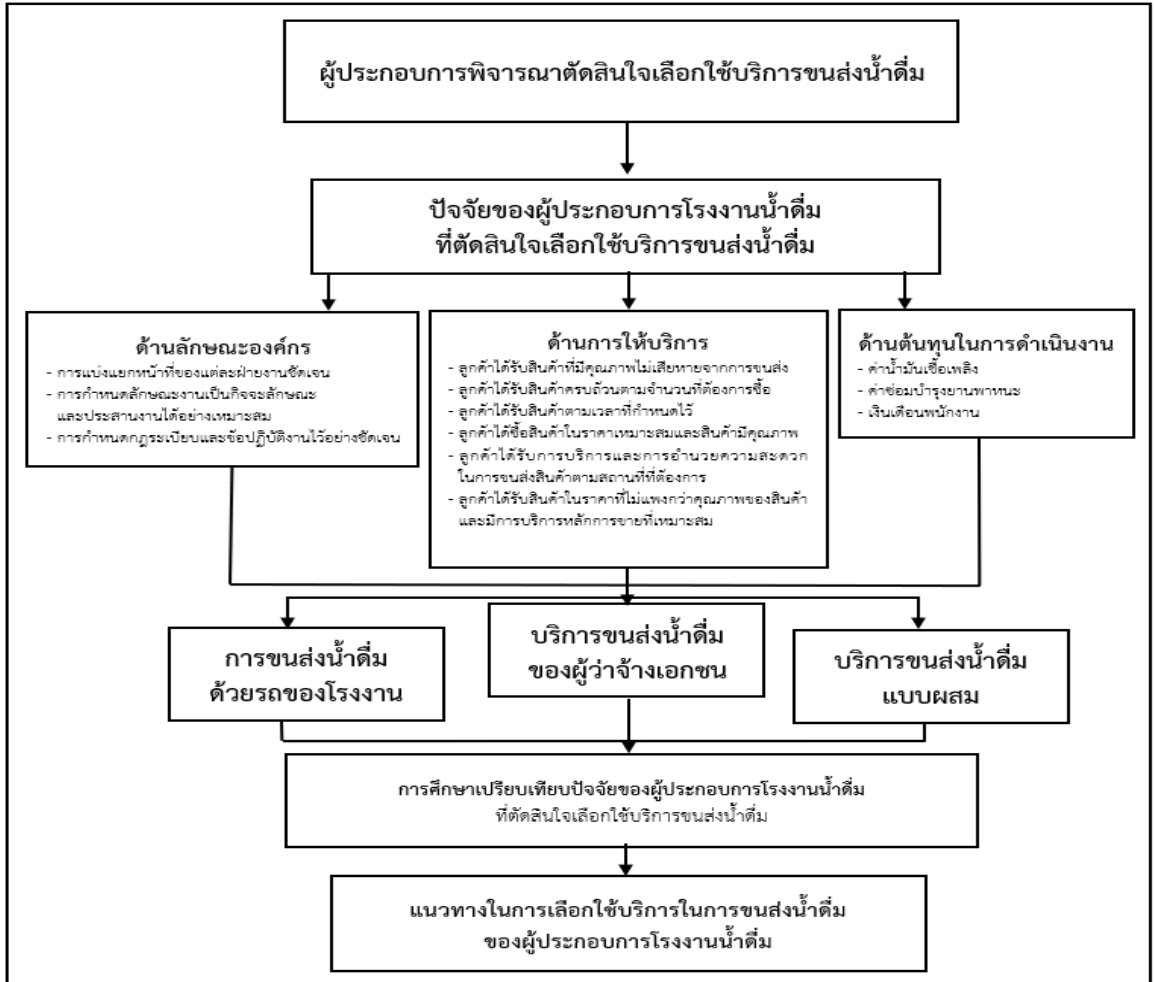 ผู้ประกอบการพิจารณาตัดสินใจเลือกใช้บริการขนส่งน้ำดื่ม
ปัจจัยของผู้ประกอบการโรงงานน้ำดื่ม
ที่ตัดสินใจเลือกใช้บริการขนส่งน้ำดื่ม
ด้านลักษณะองค์กร
- การแบ่งแยกหน้าที่ของแต่ละฝ่ายงานชัดเจน
- การกำหนดลักษณะงานเป็นกิจจะลักษณะ
และประสานงานได้อย่างเหมาะสม
- การกำหนดกฎระเบียบและข้อปฏิบัติงานไว้อย่างชัดเจน
ด้านการให้บริการ
- ลูกค้าได้รับสินค้าที่มีคุณภาพไม่เสียหายจากการขนส่ง
- ลูกค้าได้รับสินค้าครบถ้วนตามจำนวนที่ต้องการซื้อ
- ลูกค้าได้รับสินค้าตามเวลาที่กำหนดไว้
- ลูกค้าได้ซื้อสินค้าในราคาเหมาะสมและสินค้ามีคุณภาพ
- ลูกค้าได้รับการบริการและการอำนวยความสะดวก
ในการขนส่งสินค้าตามสถานที่ที่ต้องการ
- ลูกค้าได้รับสินค้าในราคาที่ไม่แพงกว่าคุณภาพของสินค้า
และมีการบริการหลักการขายที่เหมาะสม
ด้านต้นทุนในการดำเนินงาน
- ค่าน้ำมันเชื้อเพลิง
- ค่าซ่อมบำรุงยานพาหนะ
- เงินเดือนพนักงาน
การขนส่งน้ำดื่ม
ด้วยรถของโรงงาน
บริการขนส่งน้ำดื่ม
ของผู้ว่าจ้างเอกชน
บริการขนส่งน้ำดื่ม
แบบผสม
การศึกษาเปรียบเทียบปัจจัยของผู้ประกอบการโรงงานน้ำดื่ม
ที่ตัดสินใจเลือกใช้บริการขนส่งน้ำดื่ม
แนวทางในการเลือกใช้บริการในการขนส่งน้ำดื่ม
ของผู้ประกอบการโรงงานน้ำดื่ม